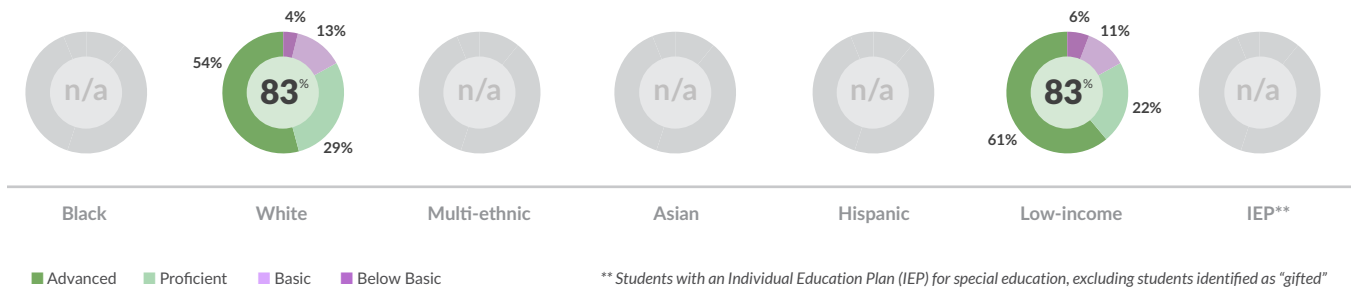 4% 6%
13% 11%
54%
n/a 83% n/a n/a n/a 83% n/a
22%
61%
29%
Black White Multi-ethnic Asian Hispanic Low-income IEP**
Advanced Proficient Basic Below Basic ** Students with an Individual Education Plan (IEP) for special education, excluding students identified as “gifted”